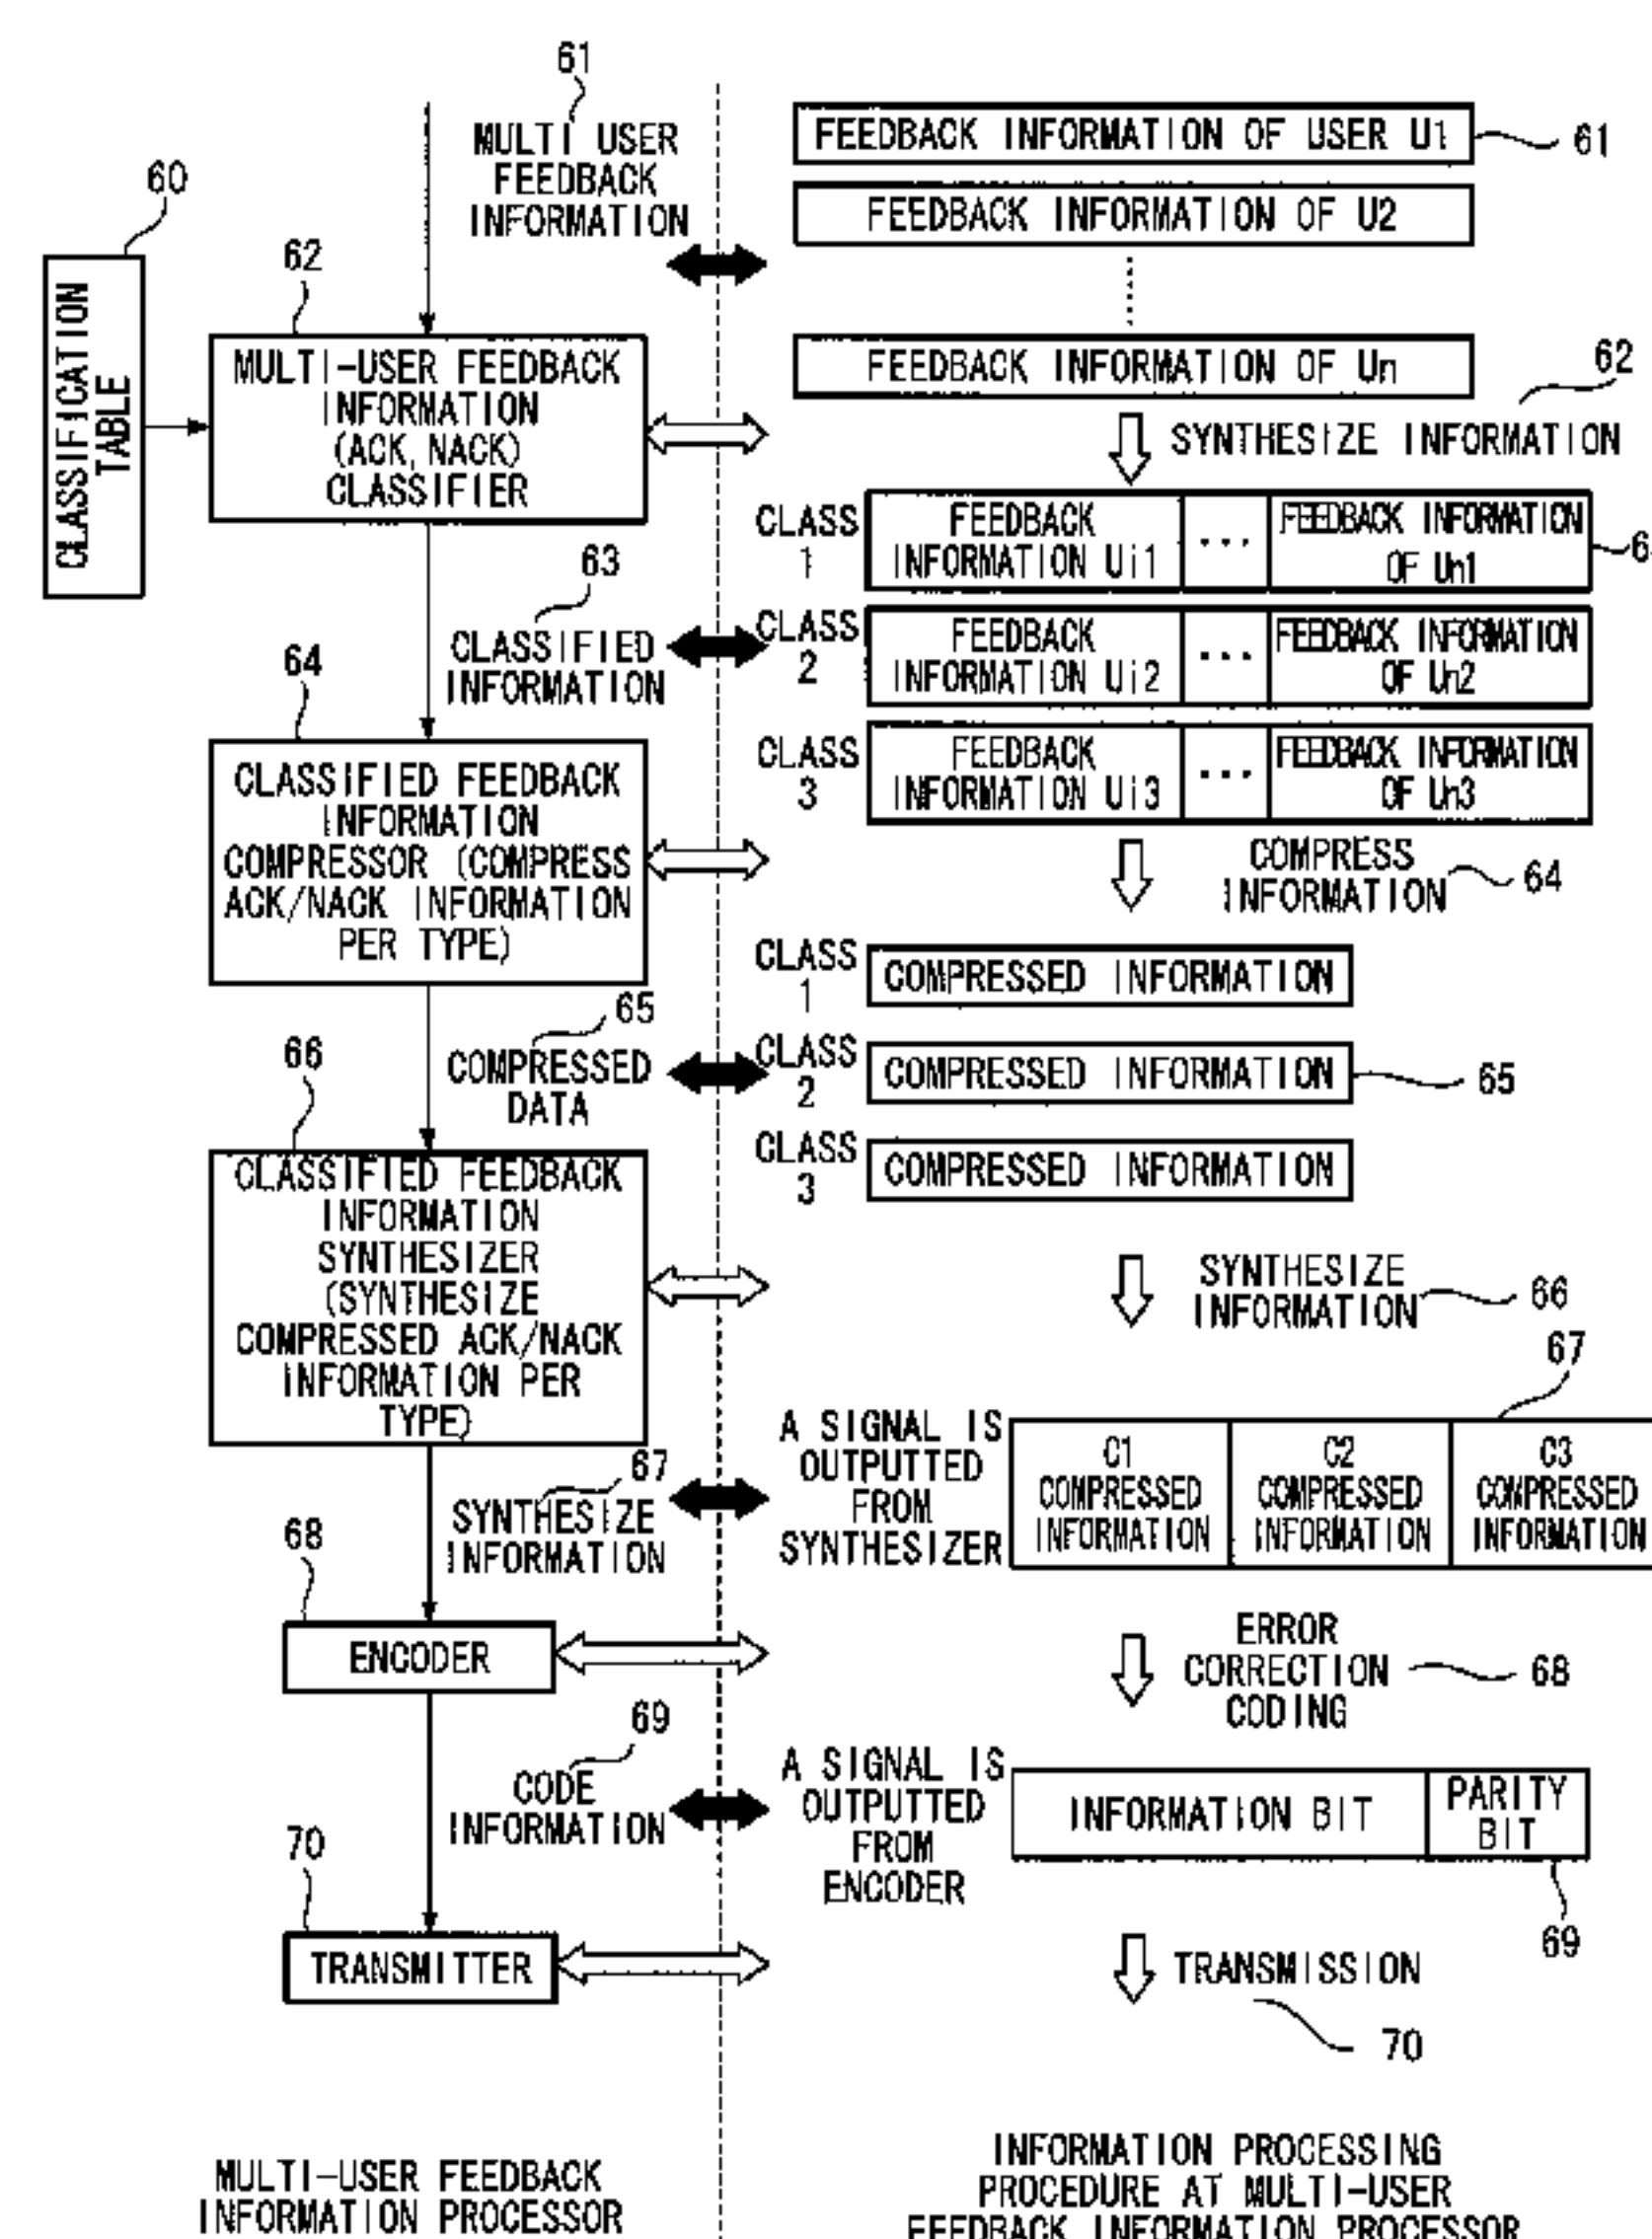 61
MULTI USER
FEEDBACK
INFORMATION
60
CLASSIFICATION
TABLE
62
MULTI-USER FEEDBACK
INFORMATION
(ACK, NACK)
CLASSIFIER
63
CLASSIFIED
INFORMATION
64
CLASSIFIED FEEDBACK
INFORMATION
COMPRESSOR (COMPRESS
ACK/NACK INFORMATION
PER TYPE)
65
COMPRESSED
DATA
66
CLASSIFIED FEEDBACK
INFORMATION
SYNTHESIZER
(SYNTHESIZE
COMPRESSED ACK/NACK
INFORMATION PER
TYPE)
67
SYNTHESIZE
INFORMATION
68
ENCODER
69
CODE
INFORMATION
70
TRANSMITTER
MULTI-USER FEEDBACK
INFORMATION PROCESSOR
FEEDBACK INFORMATION OF USER U1
61
FEEDBACK INFORMATION OF U2
FEEDBACK INFORMATION OF Un
62
SYNTHESIZE INFORMATION
CLASS
1
FEEDBACK
INFORMATION Ui1
...
FEEDBACK INFORMATION
OF Un1
CLASS
2
FEEDBACK
INFORMATION Ui2
...
FEEDBACK INFORMATION
OF Un2
CLASS
3
FEEDBACK
INFORMATION Ui3
...
FEEDBACK INFORMATION
OF Un3
COMPRESS
INFORMATION
64
CLASS
1
COMPRESSED INFORMATION
CLASS
2
COMPRESSED INFORMATION
65
CLASS
3
COMPRESSED INFORMATION
SYNTHESIZE
INFORMATION
66
67
A SIGNAL IS
OUTPUTTED
FROM
SYNTHESIZER
C1
COMPRESSED
INFORMATION
C2
COMPRESSED
INFORMATION
C3
COMPRESSED
INFORMATION
ERROR
CORRECTION
CODING
68
A SIGNAL IS
OUTPUTTED
FROM
ENCODER
INFORMATION BIT
PARITY
BIT
69
TRANSMISSION
70
INFORMATION PROCESSING
PROCEDURE AT MULTI-USER
FEEDBACK INFORMATION PROCESSOR